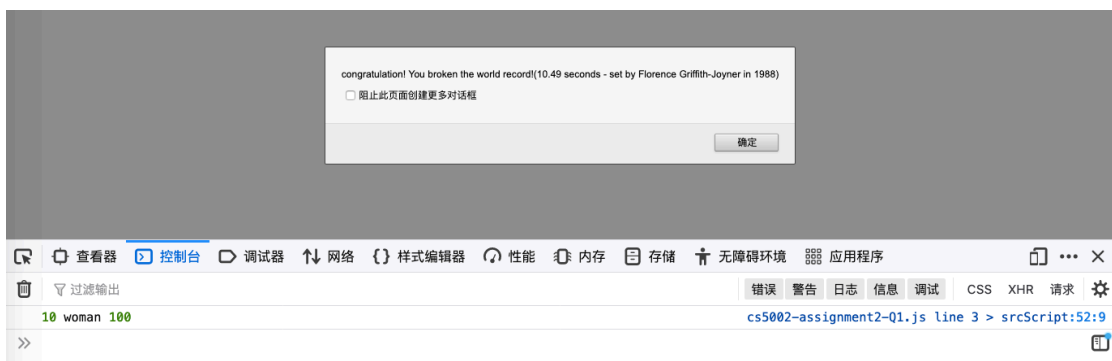 congratulation! You broken the world record!(10.49 seconds - set by Florence Griffith-Joyner in 1988)
阻止此页面创建更多对话框
确定
查看器 控制台 调试器 网络 {} 样式编辑器 性能 内存 存储 无障碍环境 应用程序
过滤输出 错误 警告 日志 信息 调试 CSS XHR 请求
10 woman 100 cs5002-assignment2-Q1.js line 3 > srcScript:52:9